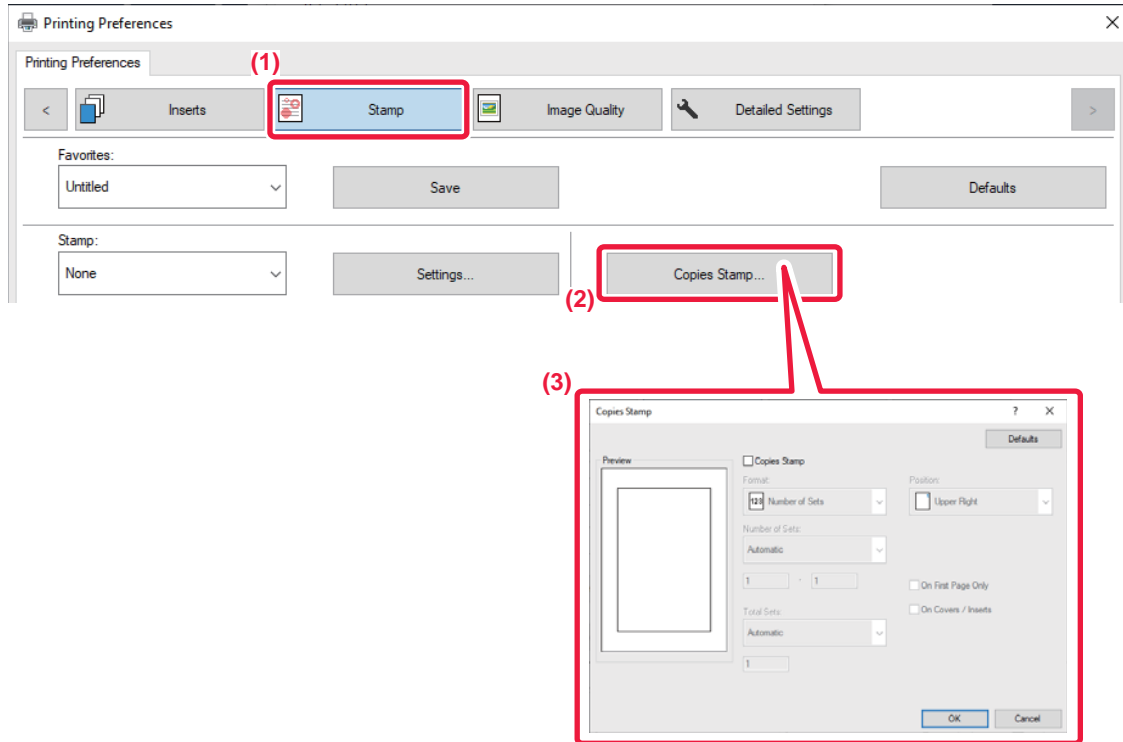 Printing Preferences
Printing Preferences
(1)
< Inserts Stamp Image Quality Detailed Settings >
Favorites:
Untitled Save Defaults
Stamp:
None Settings... Copies Stamp...
(2)
(3)
Copies Stamp ?
Defaults
Preview Copies Stamp
Format: Position:
123 Number of Sets Upper Right
Number of Sets:
Automatic
1 - 1 On First Page Only
Total Sets: On Covers / Inserts
Automatic
1
OK Cancel